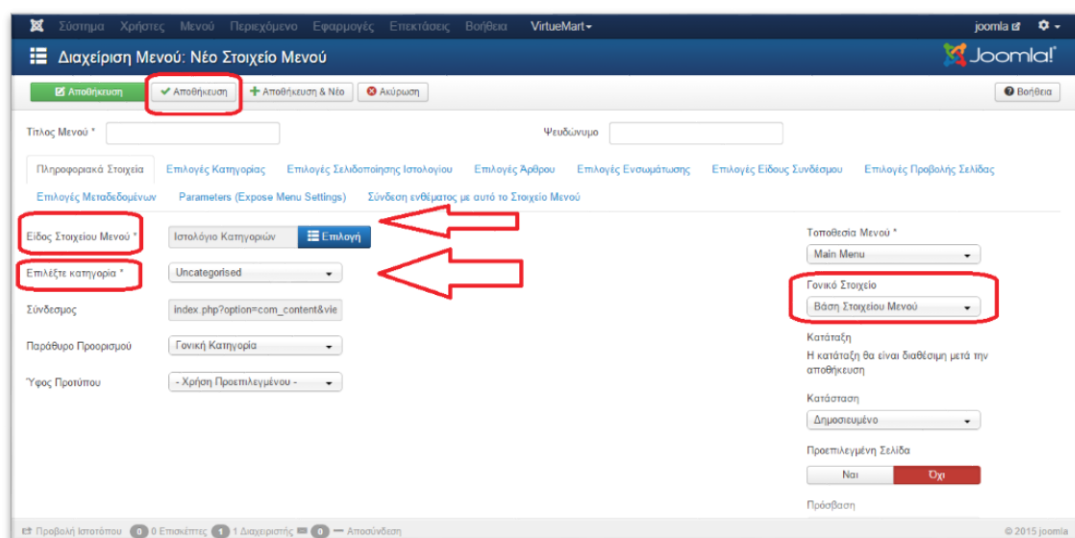 Σύστημα Χρήστες Μενού Περιεχόμενο Εφαρμογές Επεκτάσεις Βοήθεια VirtueMart joomla
Διαχείριση Μενού: Νέο Στοιχείο Μενού Joomla!
Αποθήκευση Αποθήκευση Αποθήκευση & Νέο Ακύρωση Βοήθεια
Τίτλος Μενού * Ψευδώνυμο
Πληροφοριακά Στοιχεία Επιλογές Κατηγορίας Επιλογές Σελιδοποίησης Ιστολογίου Επιλογές Άρθρου Επιλογές Ενσωμάτωσης Επιλογές Είδους Συνδέσμου Επιλογές Προβολής Σελίδας
Επιλογές Μεταδεδομένων Parameters (Expose Menu Settings) Σύνδεση ενθέματος με αυτό το Στοιχείο Μενού
Είδος Στοιχείου Μενού * Ιστολόγιο Κατηγοριών Επιλογή
Επιλέξτε κατηγορία * Uncategorised
Σύνδεσμος index.php?option=com_content&vie
Παράθυρο Προορισμού Γονική Κατηγορία
Ύφος Προτύπου - Χρήση Προεπιλεγμένου -
Τοποθεσία Μενού *
Main Menu
Γονικό Στοιχείο
Βάση Στοιχείου Μενού
Κατάταξη
Η κατάταξη θα είναι διαθέσιμη μετά την
αποθήκευση
Κατάσταση
Δημοσιευμένο
Προεπιλεγμένη Σελίδα
Ναι Όχι
Πρόσβαση
Προβολή Ιστοτόπου 0 0 Επισκέπτες 1 1 Διαχειριστής 0 Αποσύνδεση © 2015 joomla